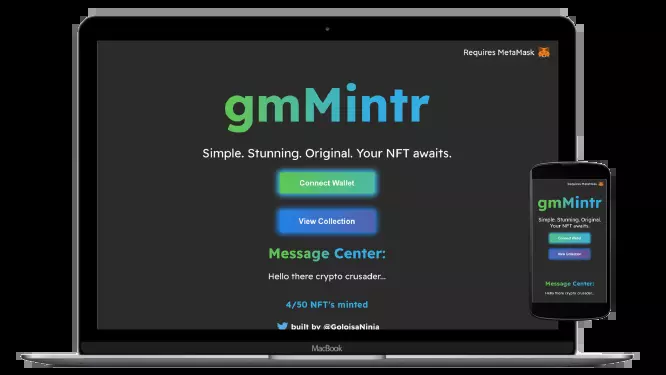 Requires MetaMask
gmMintr
Simple. Stunning. Original. Your NFT awaits.
Connect Wallet
View Collection
Message Center:
Hello there crypto crusader...
4/50 NFT's minted
built by @GoloisaNinja
MacBook
Requires MetaMask
gmMintr
Simple. Stunning. Original.
Your NFT awaits.
Connect Wallet
View Collection
Message Center:
Hello there crypto crusader...